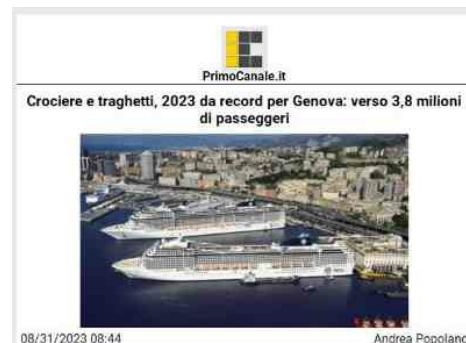 PrimoCanale.it
Crociere e traghetti, 2023 da record per Genova: verso 3,8 milioni
di passeggeri
08/31/2023 08:44
Andrea Popolano